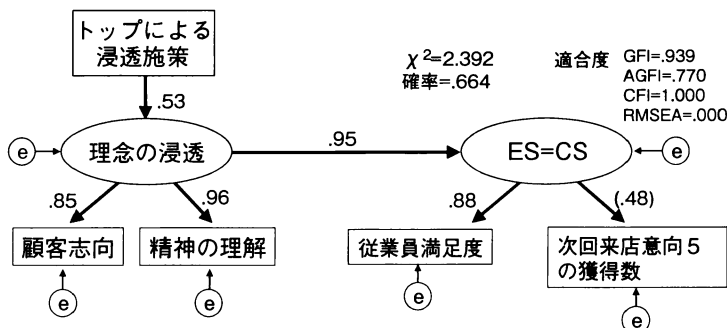 トップによる
浸透施策
χ²=2.392
確率=.664
適合度
GFI=.939
AGFI=.770
CFI=1.000
RMSEA=.000
.53
e
理念の浸透
.95
ES=CS
e
.85
.96
.88
(.48)
顧客志向
精神の理解
従業員満足度
次回来店意向5
の獲得数
e
e
e
e